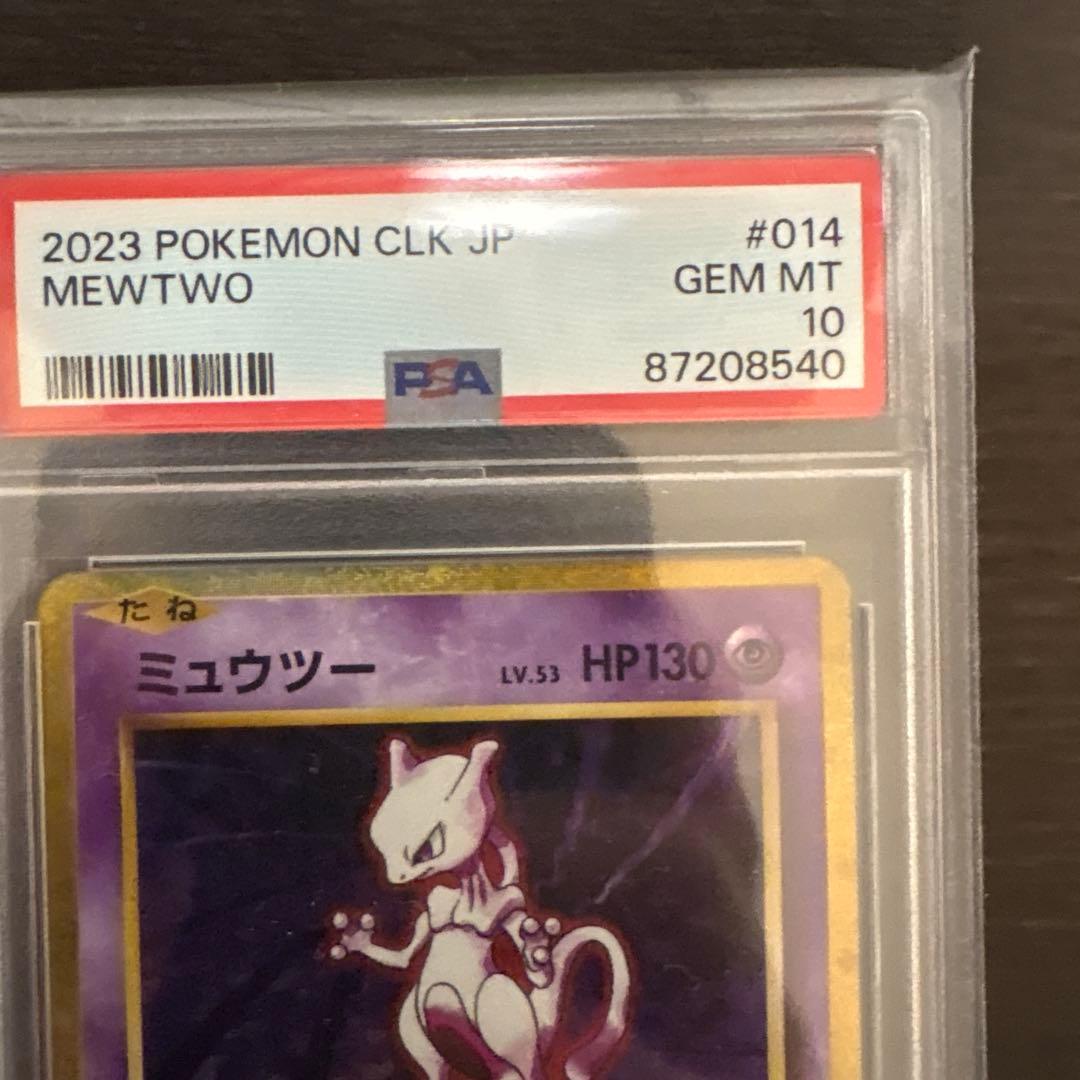 2023 POKEMON CLK JP #014
MEWTWO GEM MT
10
PSA 87208540
たね
ミュウツー LV.53 HP130